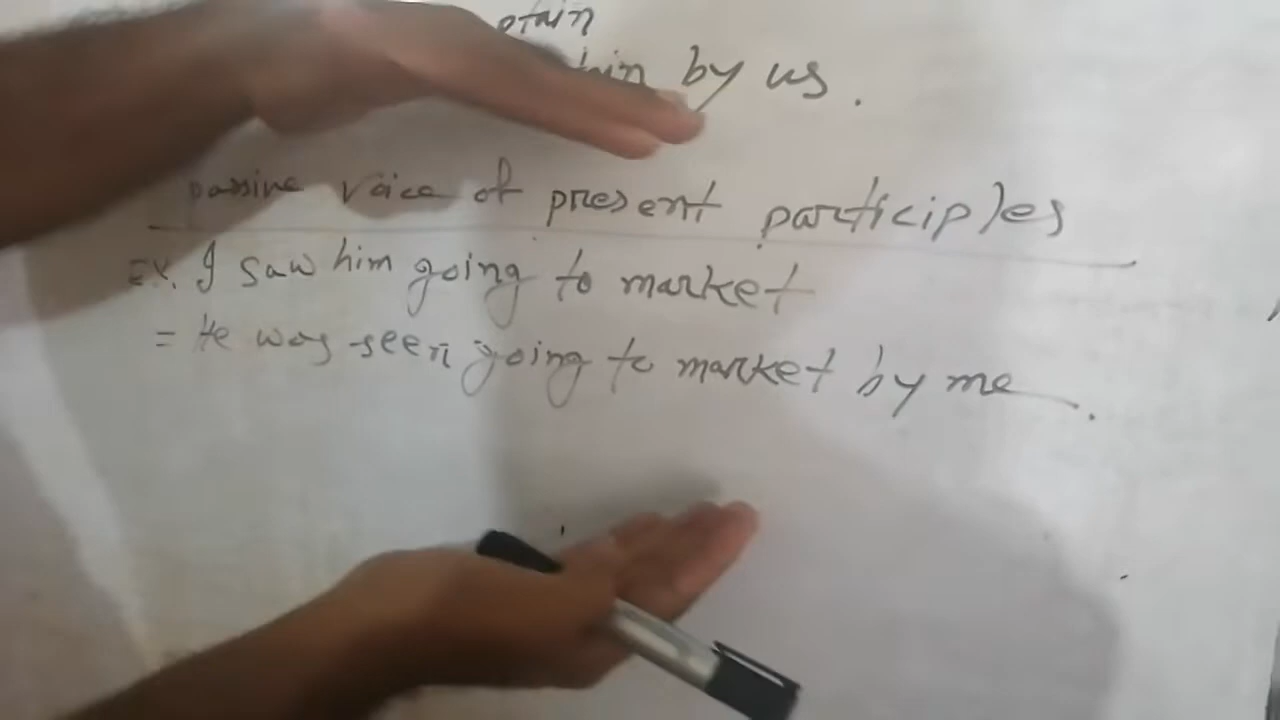 by us.
passive voice of present participles
Ex. I saw him going to market
= He was seen going to market by me.